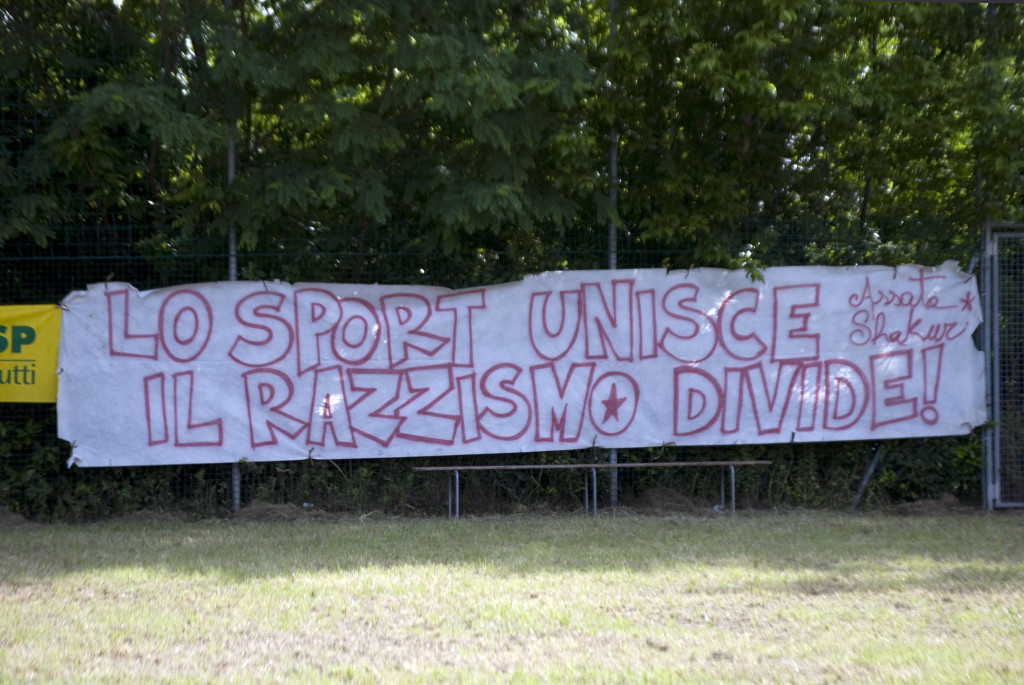 LO SPORT UNISCE
IL RAZZISMO DIVIDE!
Assata
Shakur
SP
utti